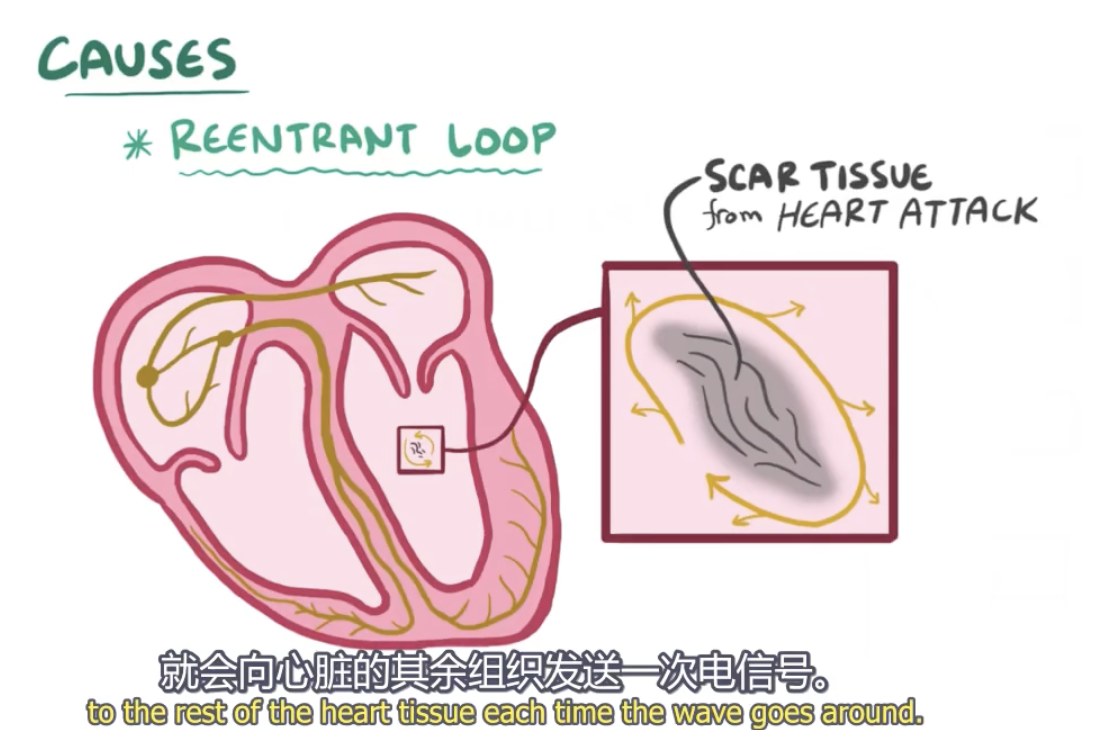 CAUSES
* REENTRANT LOOP
SCAR TISSUE
from HEART ATTACK
就会向心脏的其余组织发送一次电信号。
to the rest of the heart tissue each time the wave goes around.